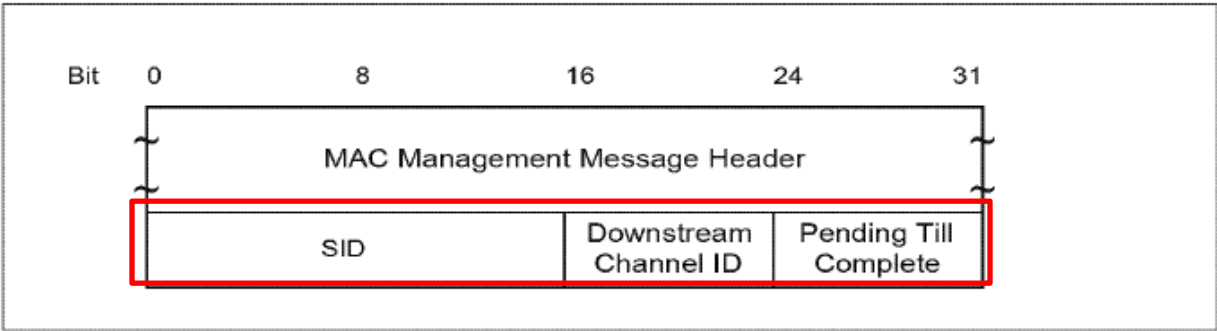 Bit 0 8 16 24 31
MAC Management Message Header
SID
Downstream
Channel ID
Pending Till
Complete